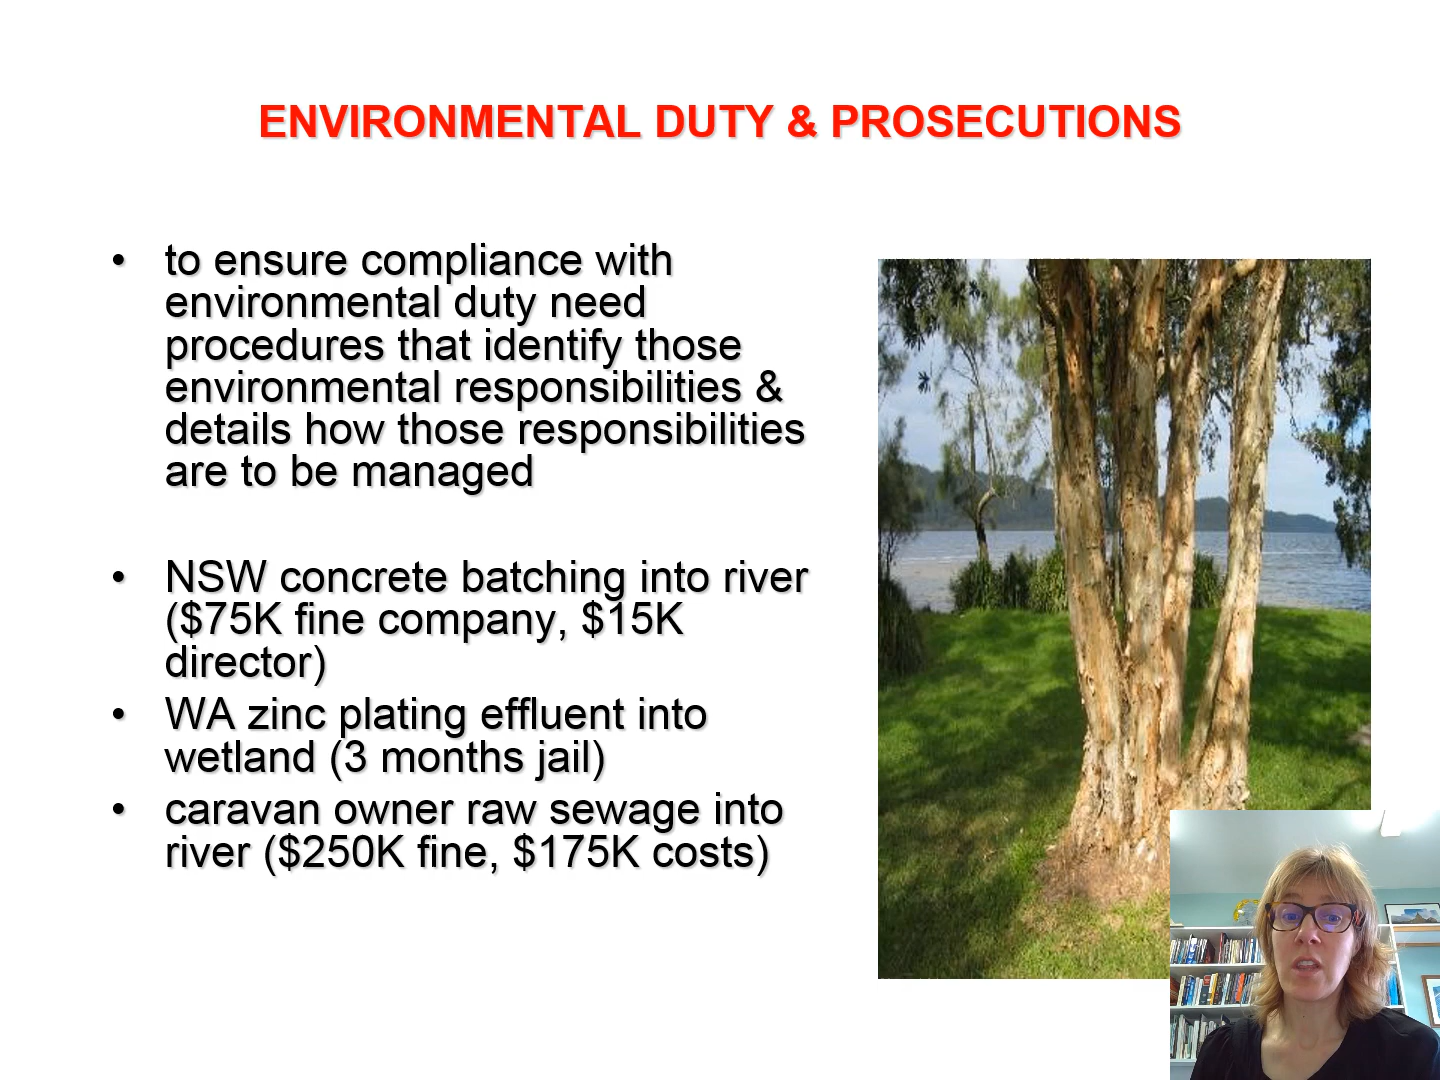 ENVIRONMENTAL DUTY & PROSECUTIONS
• to ensure compliance with
environmental duty need
procedures that identify those
environmental responsibilities &
details how those responsibilities
are to be managed
• NSW concrete batching into river
($75K fine company, $15K
director)
• WA zinc plating effluent into
wetland (3 months jail)
• caravan owner raw sewage into
river ($250K fine, $175K costs)